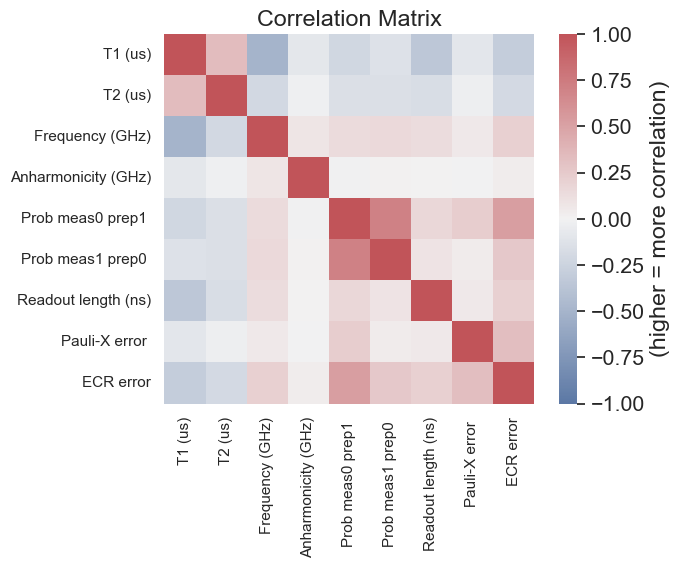 Correlation Matrix
T1 (us)
T2 (us)
Frequency (GHz)
Anharmonicity (GHz)
Prob meas0 prep1
Prob meas1 prep0
Readout length (ns)
Pauli-X error
ECR error
T1 (us)
T2 (us)
Frequency (GHz)
Anharmonicity (GHz)
Prob meas0 prep1
Prob meas1 prep0
Readout length (ns)
Pauli-X error
ECR error
1.00
0.75
0.50
0.25
0.00
−0.25
−0.50
−0.75
−1.00
(higher = more correlation)